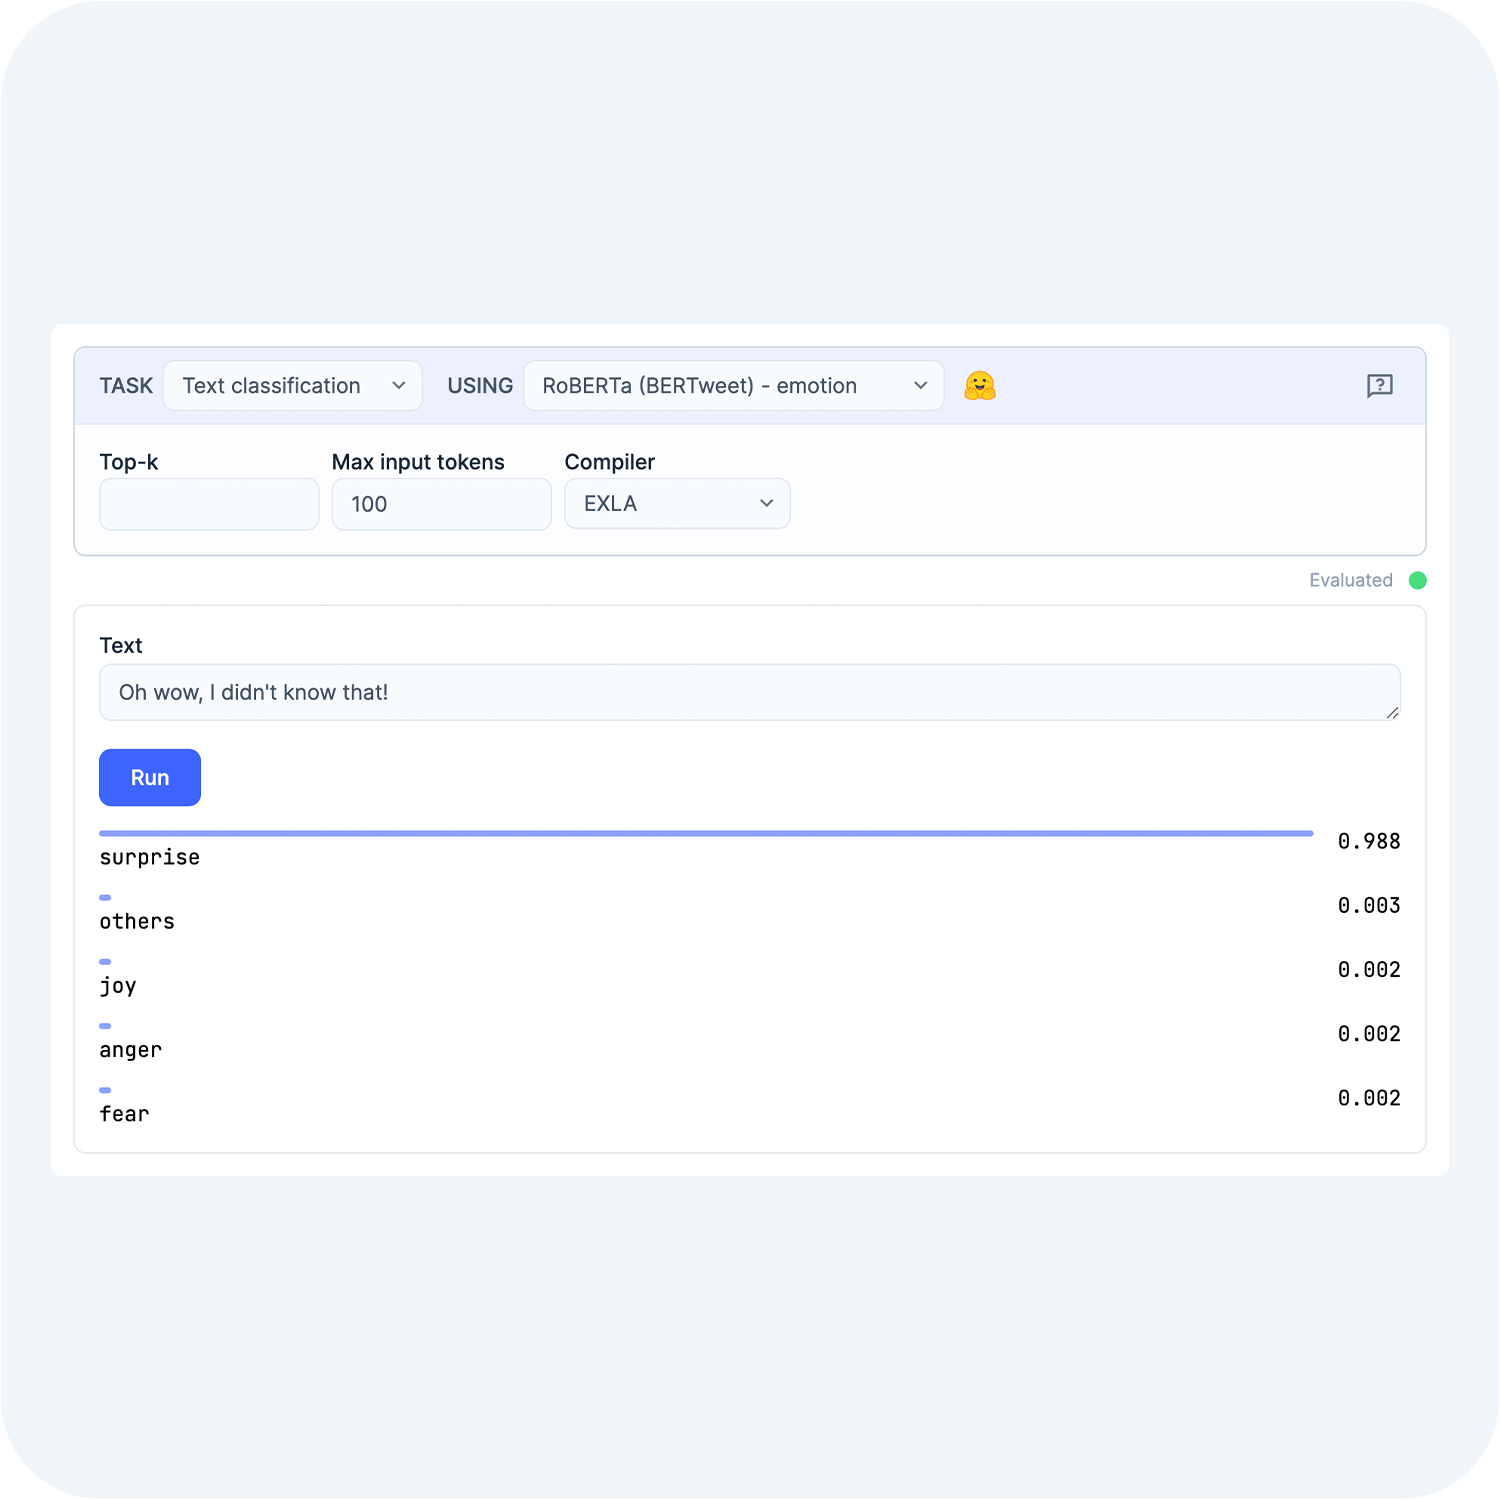 TASK Text classification USING RoBERTa (BERTweet) - emotion ?
Top-k Max input tokens Compiler
100 EXLA
Evaluated
Text
Oh wow, I didn't know that!
Run
0.988
surprise
0.003
others
0.002
joy
0.002
anger
0.002
fear